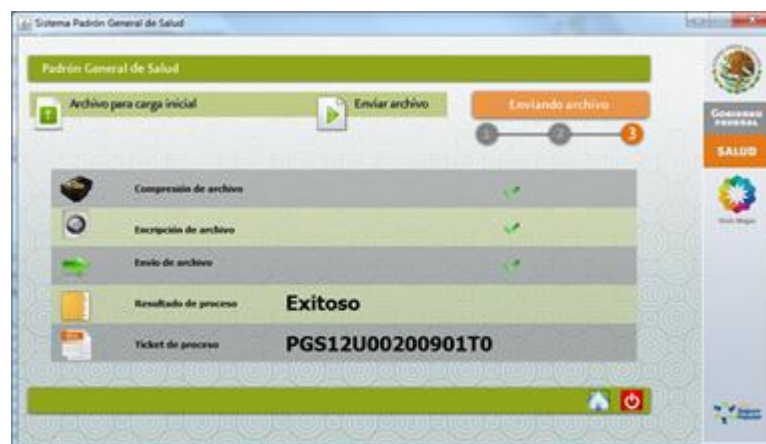 Sistema Padrón General de Salud
Padrón General de Salud
Archivo para carga inicial
Enviar archivo
Enviando archivo
1
2
3
GOBIERNO
FEDERAL
SALUD
Compresión de archivo
Encripción de archivo
Envío de archivo
Resultado de proceso
Exitoso
Ticket de proceso
PGS12U00200901T0
Vivir Mejor